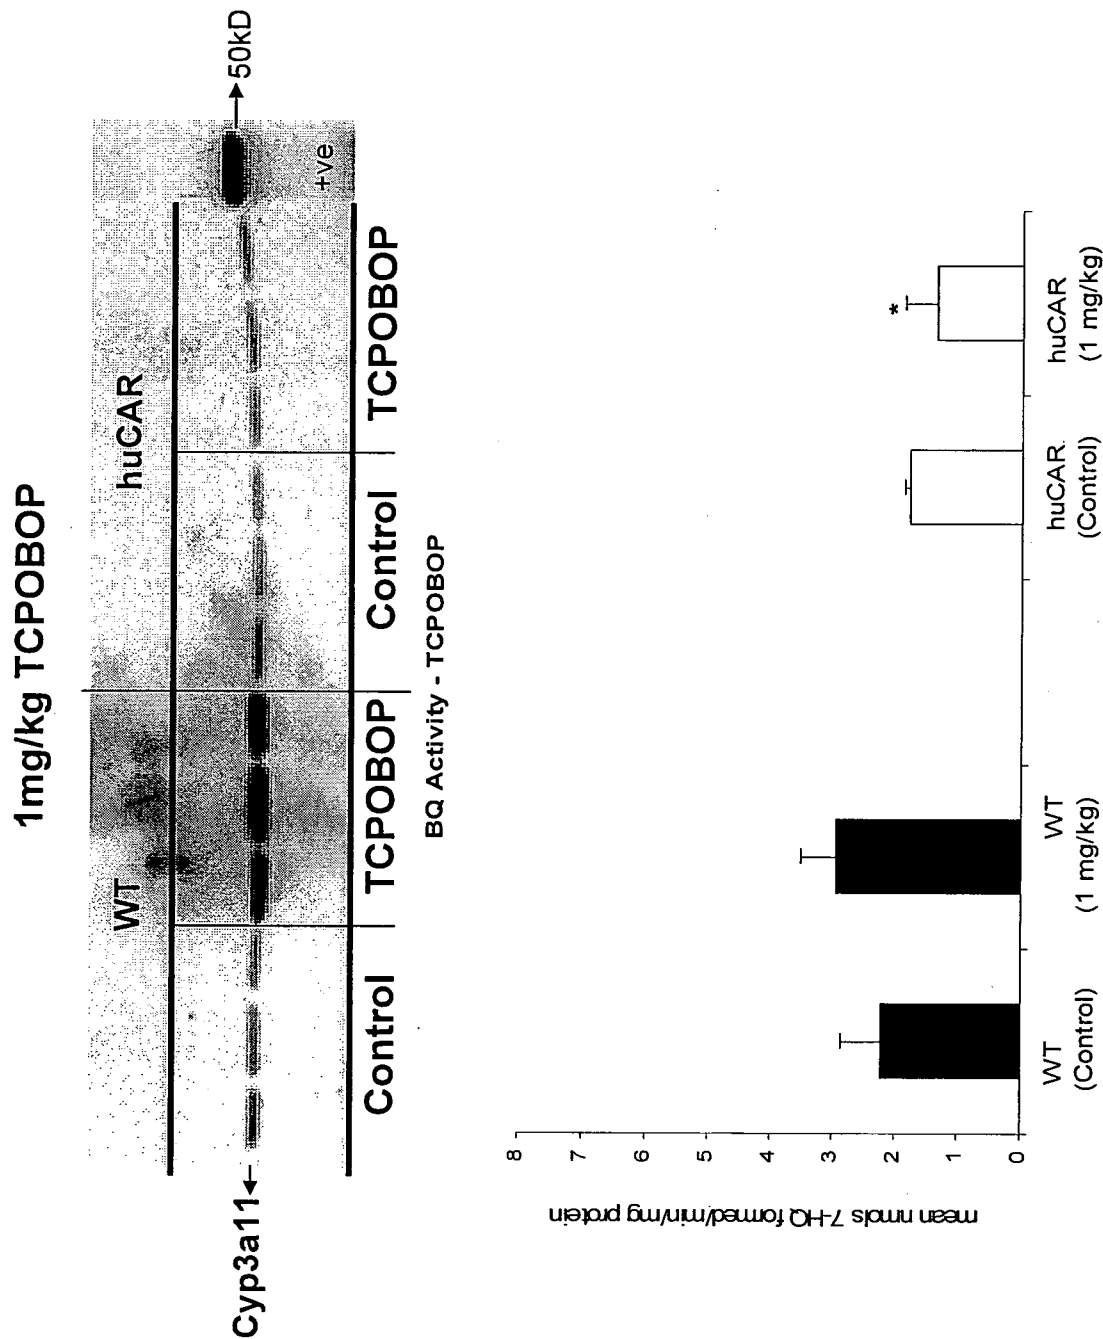 1mg/kg TCPOBOP
WT
huCAR
Cyp3a11
50kD
+ve
Control
TCPOBOP
Control
TCPOBOP
BQ Activity - TCPOBOP
mean nmols 7-HQ formed/min/mg protein
8
7
6
5
4
3
2
1
0
*
WT
(Control)
WT
(1 mg/kg)
huCAR
(Control)
huCAR
(1 mg/kg)